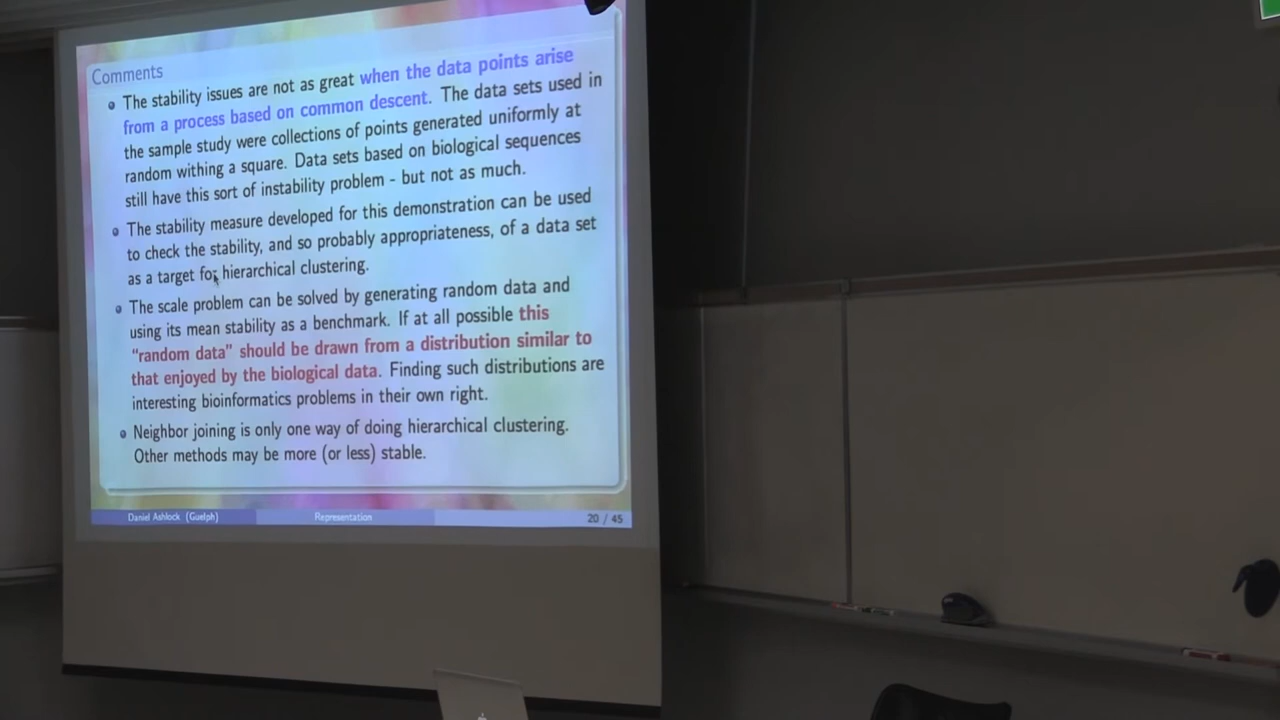 Comments
The stability issues are not as great when the data points arise
from a process based on common descent. The data sets used in
the sample study were collections of points generated uniformly at
random withing a square. Data sets based on biological sequences
still have this sort of instability problem - but not as much.
The stability measure developed for this demonstration can be used
to check the stability, and so probably appropriateness, of a data set
as a target for hierarchical clustering.
The scale problem can be solved by generating random data and
using its mean stability as a benchmark. If at all possible this
"random data" should be drawn from a distribution similar to
that enjoyed by the biological data. Finding such distributions are
interesting bioinformatics problems in their own right.
Neighbor joining is only one way of doing hierarchical clustering.
Other methods may be more (or less) stable.
Daniel Ashlock (Guelph) Representation 20 / 45